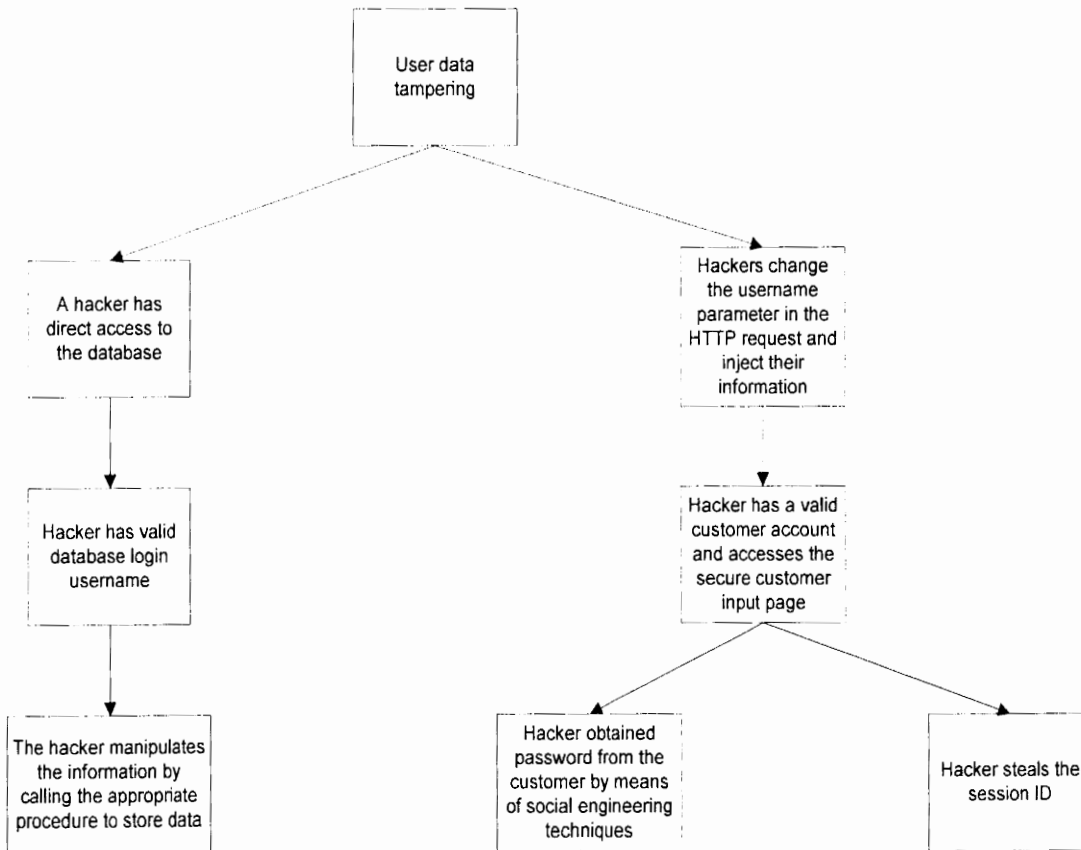 User data
tampering
A hacker has
direct access to
the database
Hackers change
the username
parameter in the
HTTP request and
inject their
information
Hacker has valid
database login
username
Hacker has a valid
customer account
and accesses the
secure customer
input page
The hacker manipulates
the information by
calling the appropriate
procedure to store data
Hacker obtained
password from the
customer by means
of social engineering
techniques
Hacker steals the
session ID